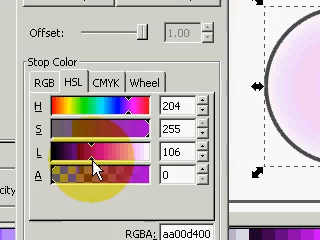 Offset: 1.00
Stop Color
RGB HSL CMYK Wheel
H 204
S 255
L 106
A 0
RGBA: aa00d400